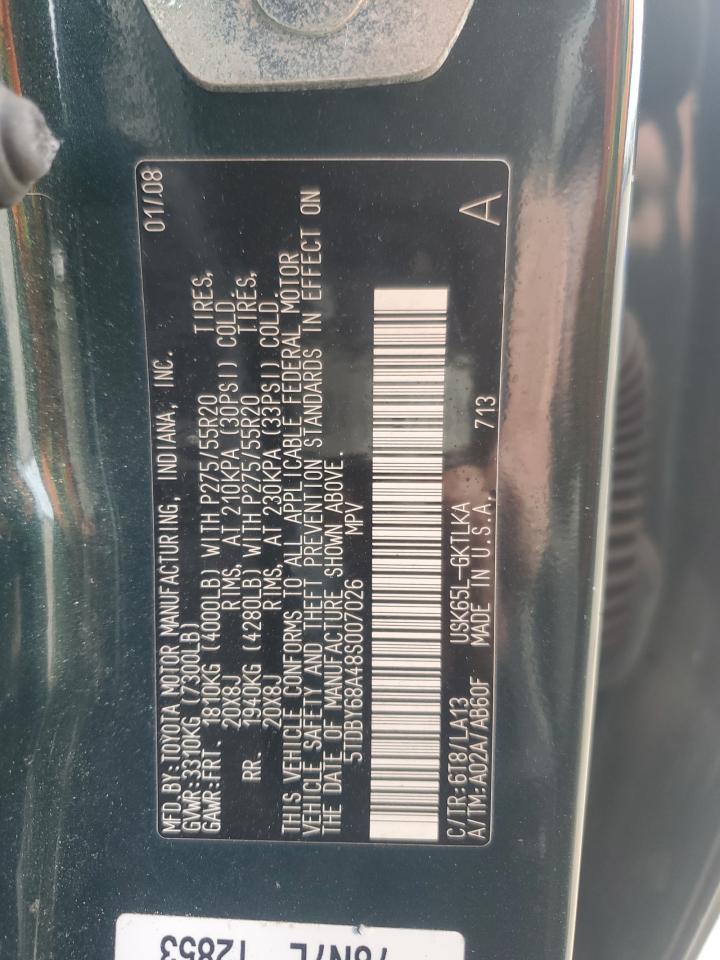 MFD. BY: TOYOTA MOTOR MANUFACTURING, INDIANA, INC. 01/08
GVWR: 3310KG (7300LB)
GAWR: FRT. 1810KG (4000LB) WITH P275/55R20 TIRES,
20X8J RIMS, AT 210KPA (30PSI) COLD.
RR. 1940KG (4280LB) WITH P275/55R20 TIRES,
20X8J RIMS, AT 230KPA (33PSI) COLD.
THIS VEHICLE CONFORMS TO ALL APPLICABLE FEDERAL MOTOR
VEHICLE SAFETY AND THEFT PREVENTION STANDARDS IN EFFECT ON
THE DATE OF MANUFACTURE SHOWN ABOVE.
5TDBY68A48S007026 MPV
C/TR: 6T8/LA13 USK65L-GKTLKA
A/TM: A02A/AB60F MADE IN U.S.A. 713 A
12853